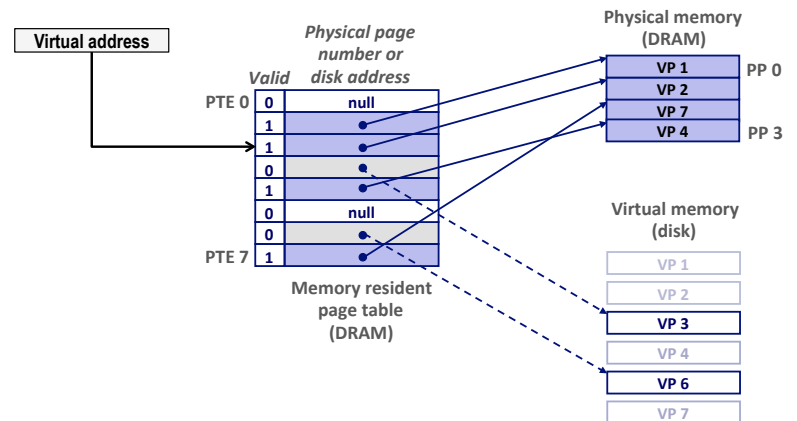 Virtual address
Physical page
number or
disk address
Valid
PTE 0
0
null
1
1
0
1
0
null
0
PTE 7
1
Memory resident
page table
(DRAM)
Physical memory
(DRAM)
VP 1
PP 0
VP 2
VP 7
VP 4
PP 3
Virtual memory
(disk)
VP 1
VP 2
VP 3
VP 4
VP 6
VP 7